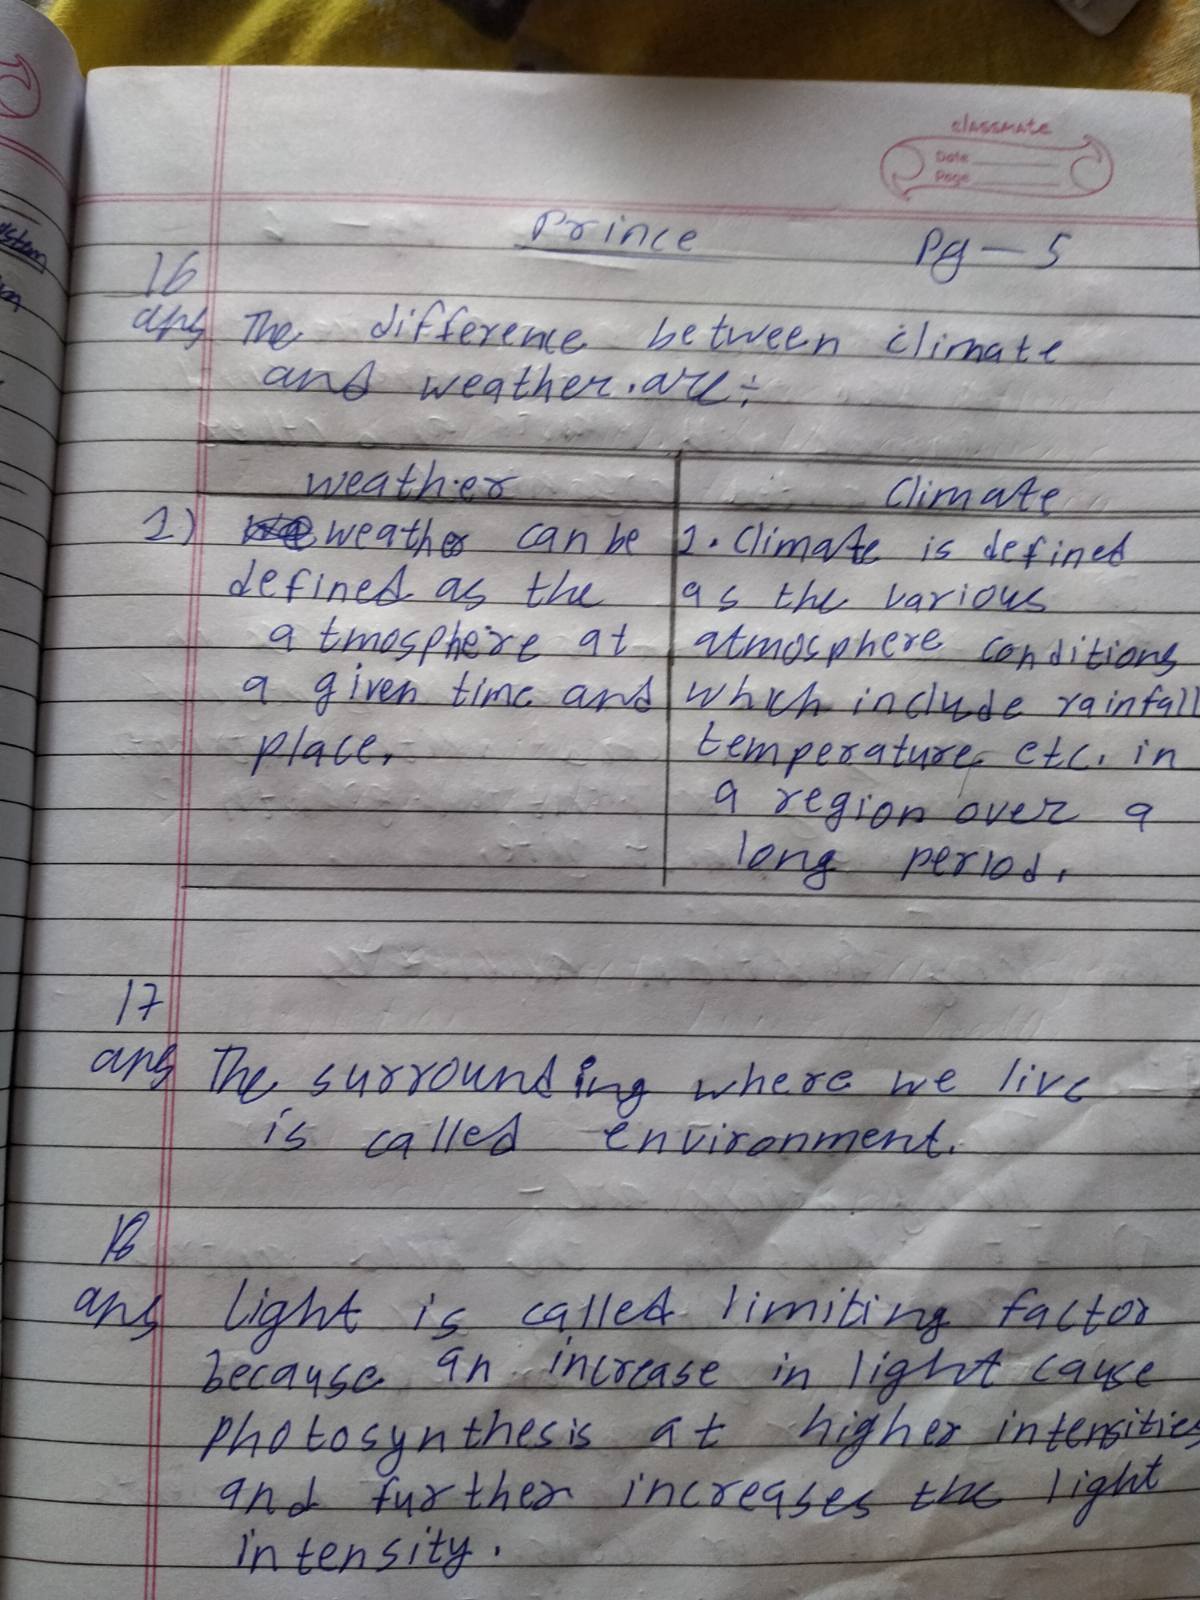 classmate
Date
Page
Prince
Pg - 5
16
ans The difference between climate
and weather. are ÷
weather
Climate
1) weather can be
defined as the
atmosphere at
a given time and
place.
1. Climate is defined
as the various
atmosphere conditions
which include rainfall
temperature etc. in
a region over a
long period.
17
ans The surrounding where we live
is called environment.
18
ans Light is called limiting factor
because an increase in light cause
photosynthesis at higher intensities
and further increases the light
intensity.